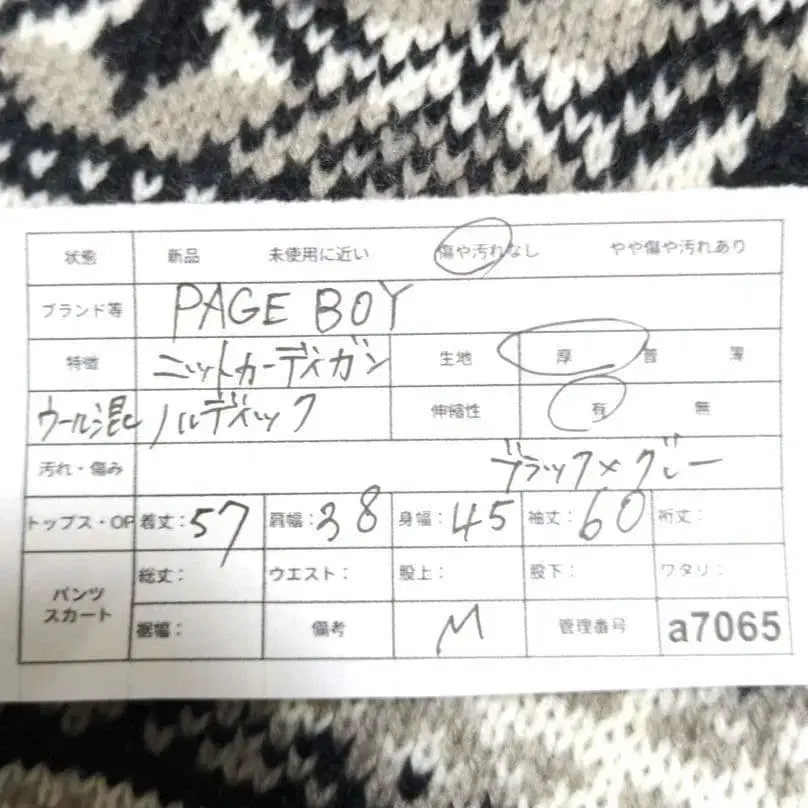 状態 新品 未使用に近い 傷や汚れなし やや傷や汚れあり
ブランド等 PAGE BOY
特徴 ニットカーディガン 生地 厚 普 薄
ウール混 ノルディック 伸縮性 有 無
汚れ・傷み ブラック×グレー
トップス・OP 着丈:57 肩幅:38 身幅:45 袖丈:60 裄丈:
パンツ スカート 総丈: ウエスト: 股上: 股下: ワタリ:
裾幅: 備考 M 管理番号 a7065